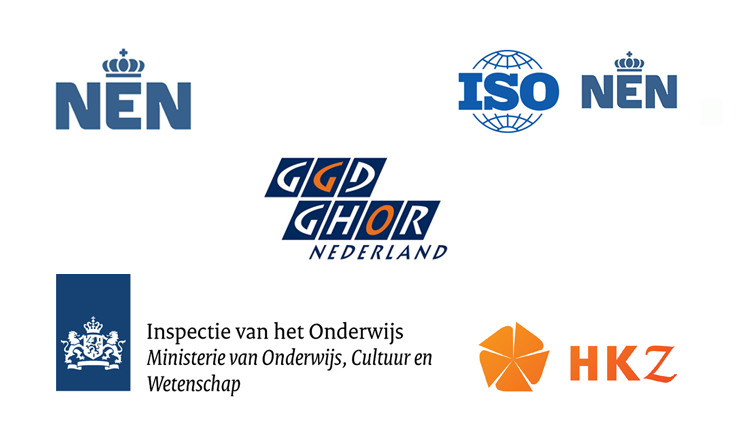 NEN
ISO NEN
GGD
GHOR
NEDERLAND
Inspectie van het Onderwijs
Ministerie van Onderwijs, Cultuur en
Wetenschap
HKZ